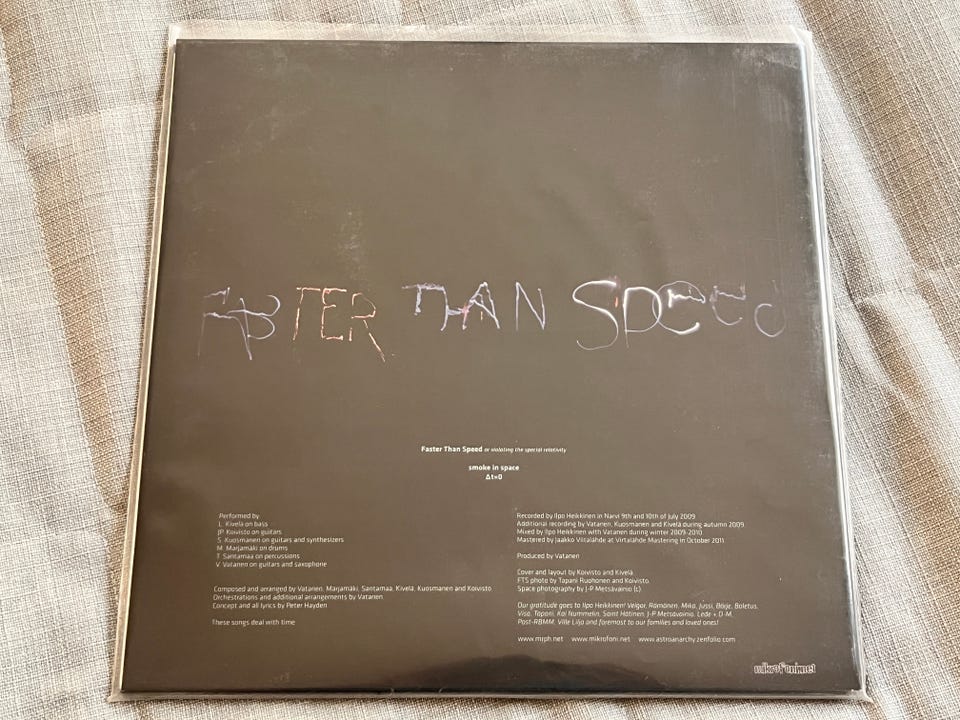 FASTER THAN SPEED
Faster Than Speed or violating the special relativity
smoke in space
Δt=0
Performed by
L Kivelä on bass
JP Koivisto on guitars
S Kuosmanen on guitars and synthesizers
M Marjamäki on drums
T Santamaa on percussions
V Vatanen on guitars and saxophone
Composed and arranged by Vatanen, Marjamäki, Santamaa, Kivelä, Kuosmanen and Koivisto
Orchestrations and additional arrangements by Vatanen
Concept and all lyrics by Peter Hayden
These songs deal with time
Recorded by Ilpo Heikkinen in Narvi 9th and 10th of July 2009
Additional recording by Vatanen, Kuosmanen and Kivelä during autumn 2009
Mixed by Ilpo Heikkinen with Vatanen during winter 2009-2010
Mastered by Jaakko Viitalähde at Virtalähde Mastering in October 2011
Produced by Vatanen
Cover and layout by Koivisto and Kivelä
FTS photo by Tapani Ruohonen and Koivisto
Space photography by J-P Metsävainio (c)
Our gratitude goes to Ilpo Heikkinen! Velgor, Rämänen, Mika, Jussi, Börje, Boletus,
Visa, Tapani, Kai Nummelin, Saint Hätinen, J-P Metsävainio, Lede + D-M,
Post-RBMM, Ville Lilja and foremost to our families and loved ones!
www.mrph.net www.mikrofoni.net www.astroanarchy.zenfolio.com
mikrofoni.net